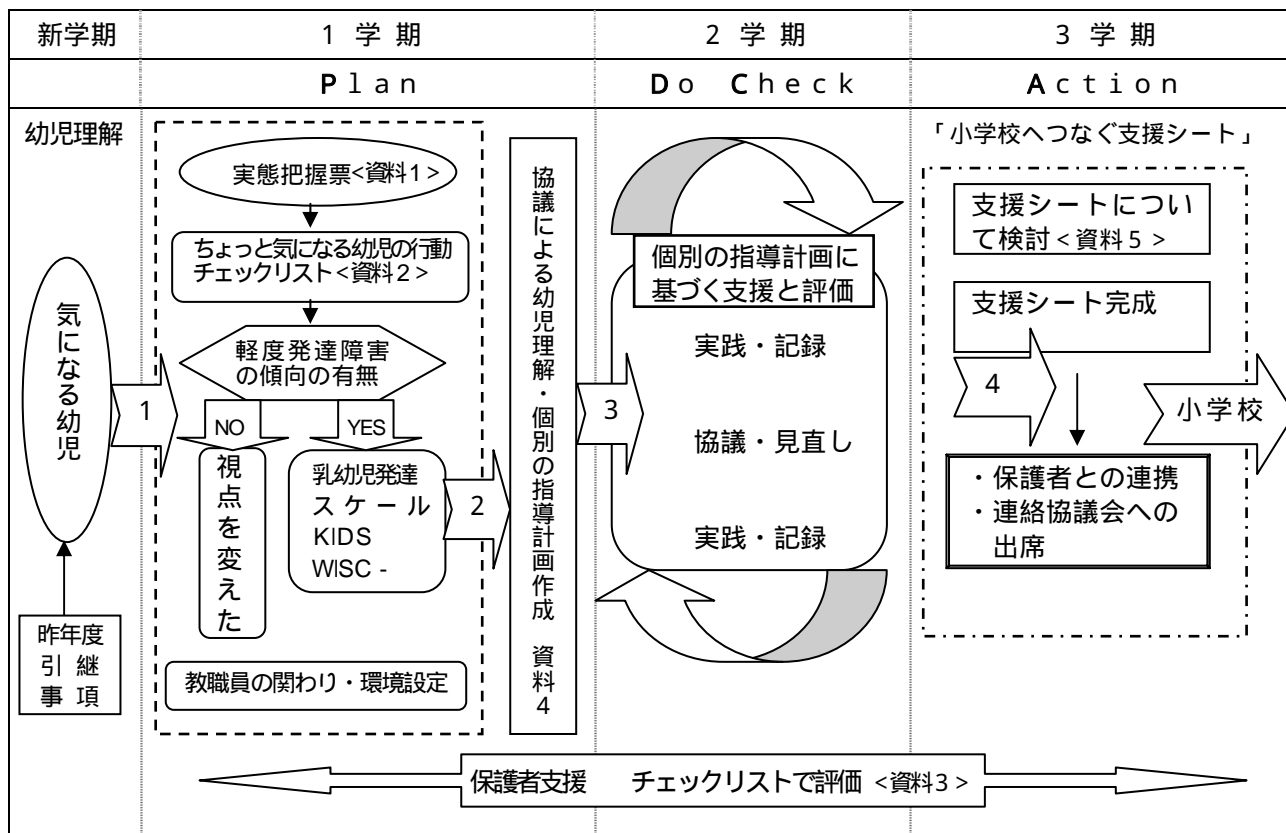 新学期
1 学 期
2 学 期
3 学 期
Plan
Do Check
Action
幼児理解
気になる幼児
昨年度
引 継
事 項
1
実態把握票<資料1>
ちょっと気になる幼児の行動
チェックリスト<資料2>
軽度発達障害
の傾向の有無
NO
YES
視点を変えた
乳幼児発達
スケール
KIDS
WISC -
教職員の関わり・環境設定
2
協議による幼児理解・個別の指導計画作成 資料4
3
個別の指導計画に
基づく支援と評価
実践・記録
協議・見直し
実践・記録
「小学校へつなぐ支援シート」
支援シートについ
て検討<資料5>
支援シート完成
4
小学校
・保護者との連携
・連絡協議会への
出席
保護者支援 チェックリストで評価<資料3>